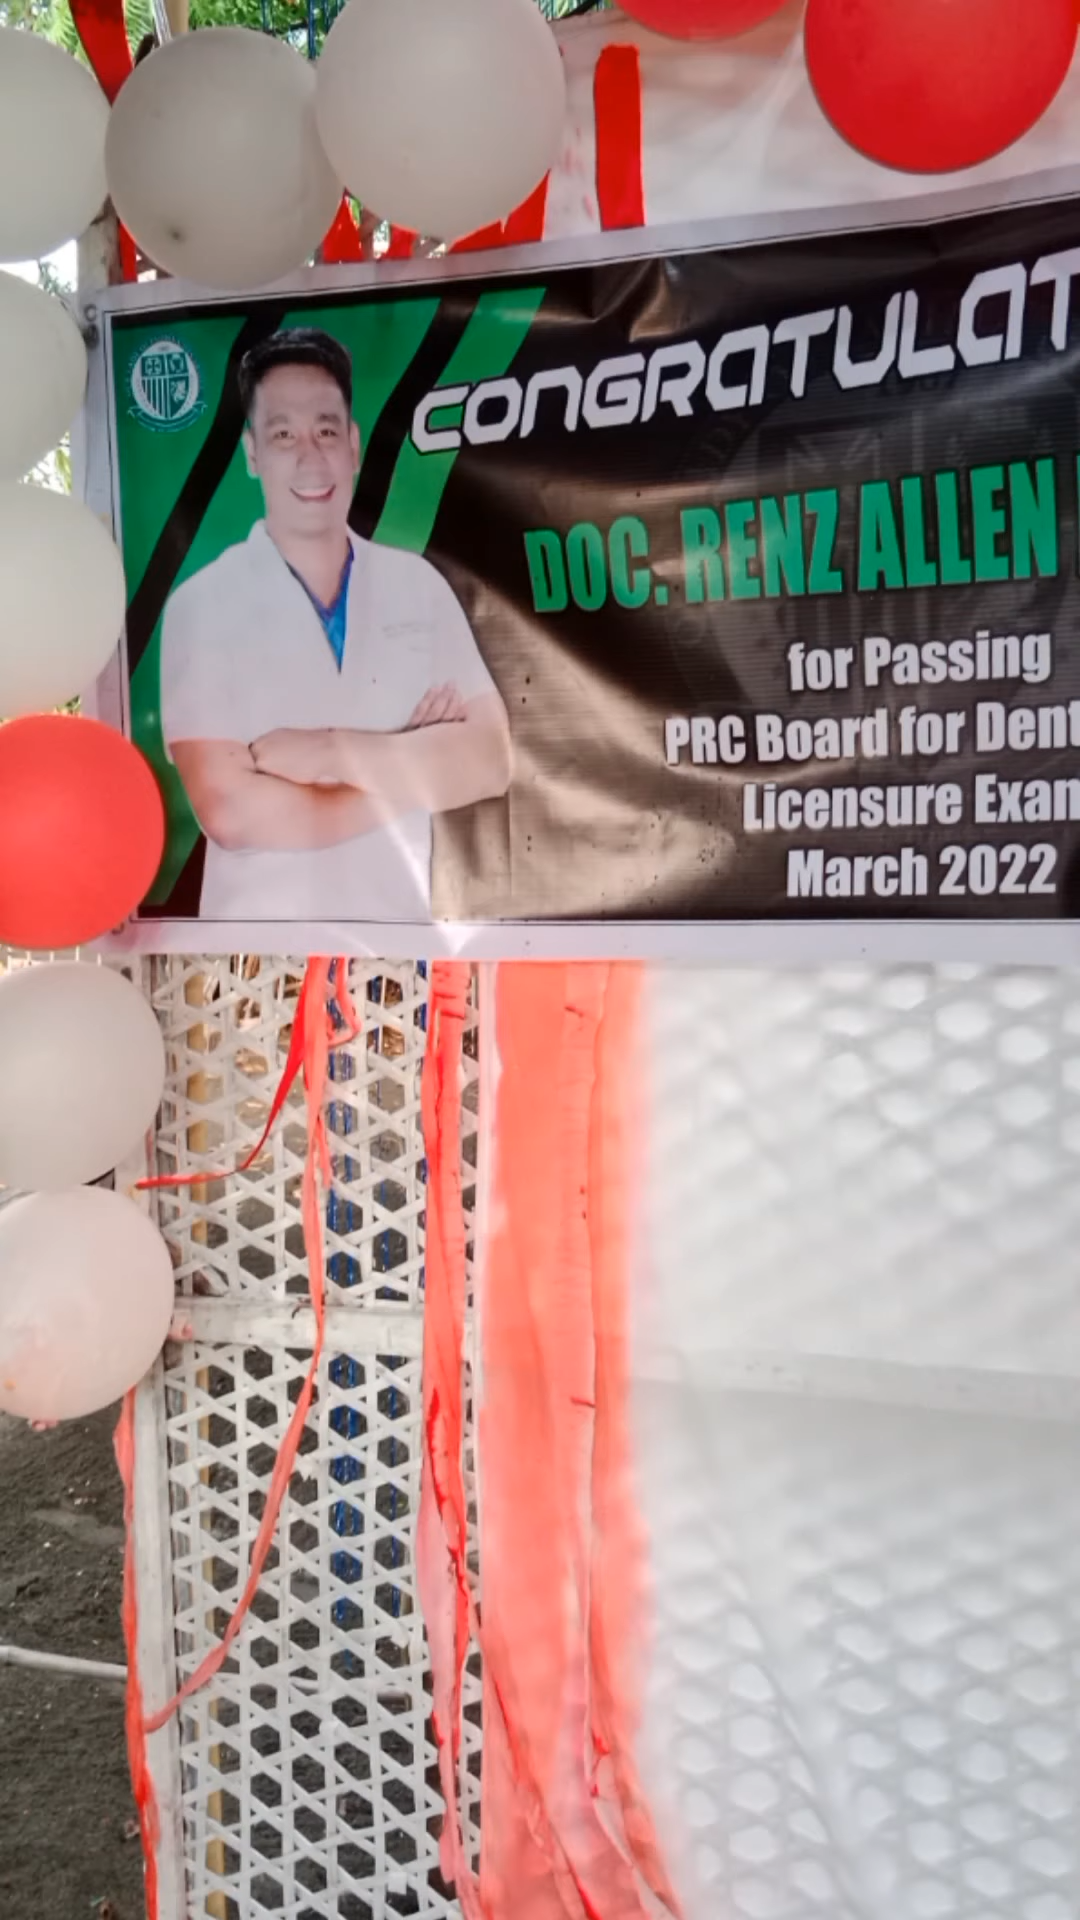 CONGRATULAT
DOC. RENZ ALLEN
for Passing
PRC Board for Dent
Licensure Exam
March 2022